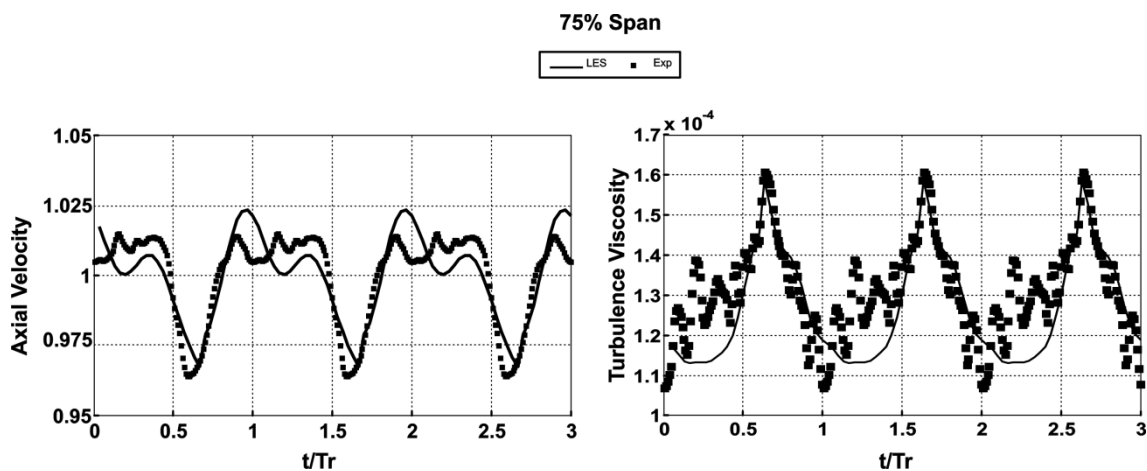 75% Span
LES Exp
Axial Velocity
1.05
1.025
1
0.975
0.95
0 0.5 1 1.5 2 2.5 3
t/Tr
Turbulence Viscosity
x 10-4
1.7
1.6
1.5
1.4
1.3
1.2
1.1
1
0 0.5 1 1.5 2 2.5 3
t/Tr